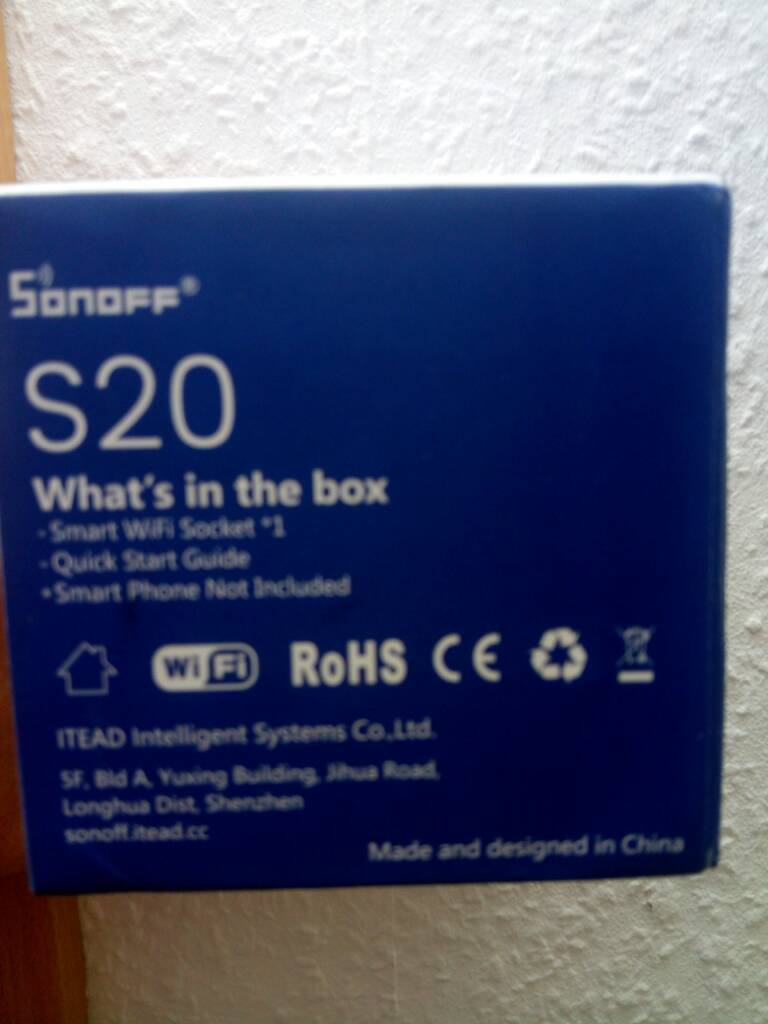 SONOFF®
S20
What's in the box
- Smart WiFi Socket *1
- Quick Start Guide
* Smart Phone Not Included
WiFi RoHS CE
ITEAD Intelligent Systems Co.,Ltd.
5F, Bld A, Yuxing Building, Jihua Road,
Longhua Dist, Shenzhen
sonoff.itead.cc
Made and designed in China